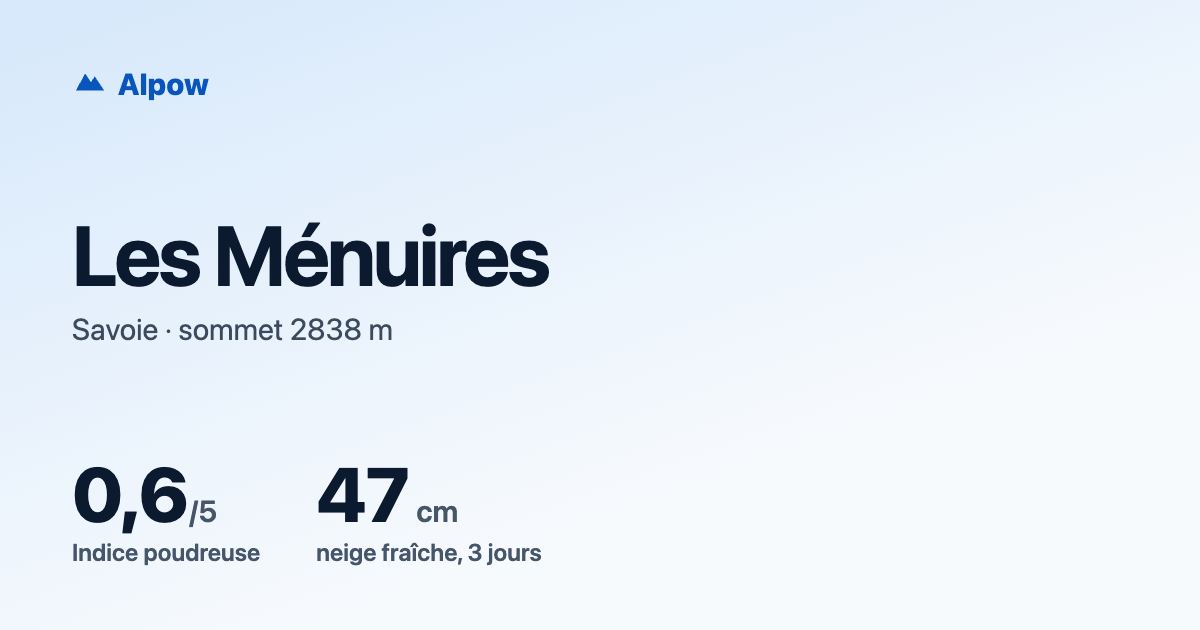 Alpow
Les Ménuires
Savoie · sommet 2838 m
0,6/5 47 cm
Indice poudreuse neige fraîche, 3 jours